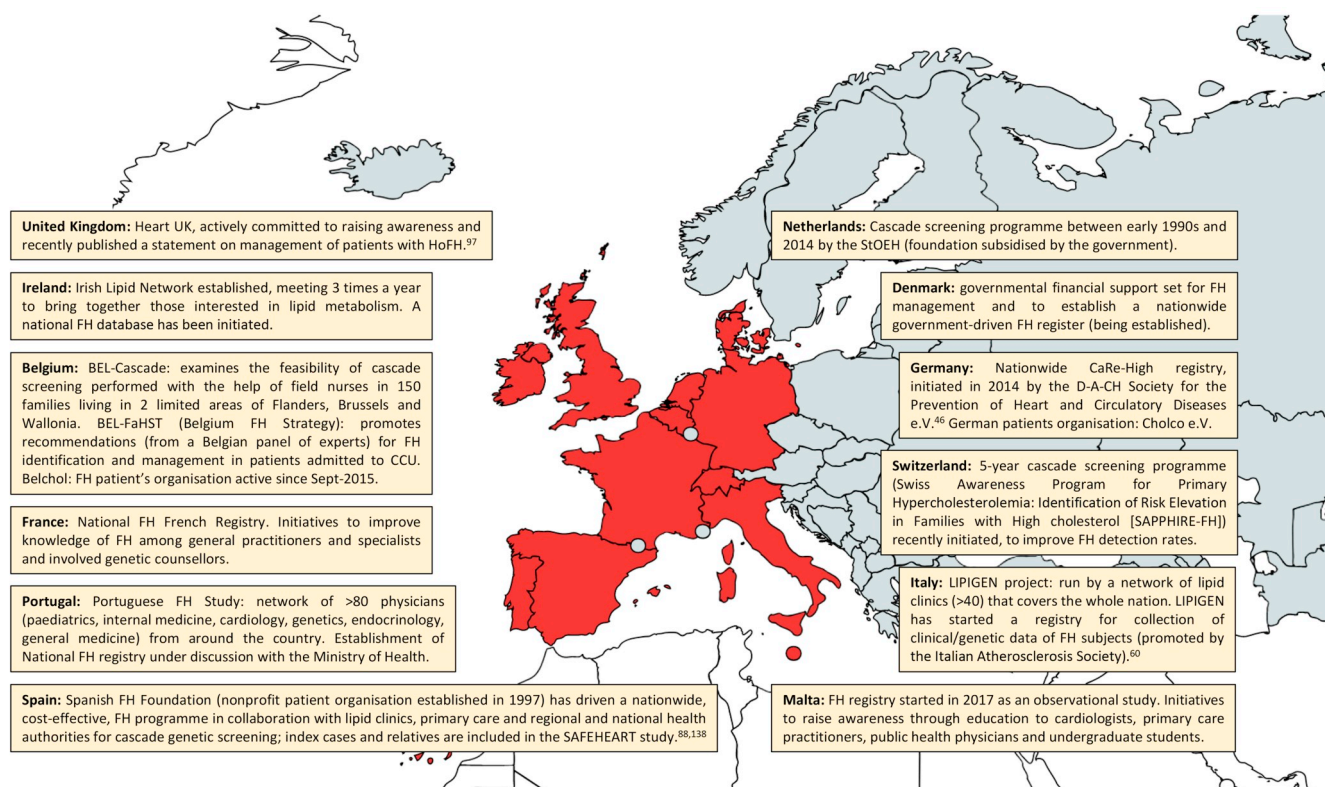 United Kingdom: Heart UK, actively committed to raising awareness and
recently published a statement on management of patients with HoFH.97
Ireland: Irish Lipid Network established, meeting 3 times a year
to bring together those interested in lipid metabolism. A
national FH database has been initiated.
Belgium: BEL-Cascade: examines the feasibility of cascade
screening performed with the help of field nurses in 150
families living in 2 limited areas of Flanders, Brussels and
Wallonia. BEL-FaHST (Belgium FH Strategy): promotes
recommendations (from a Belgian panel of experts) for FH
identification and management in patients admitted to CCU.
Belchol: FH patient's organisation active since Sept-2015.
France: National FH French Registry. Initiatives to improve
knowledge of FH among general practitioners and specialists
and involved genetic counsellors.
Portugal: Portuguese FH Study: network of >80 physicians
(paediatrics, internal medicine, cardiology, genetics, endocrinology,
general medicine) from around the country. Establishment of
National FH registry under discussion with the Ministry of Health.
Spain: Spanish FH Foundation (nonprofit patient organisation established in 1997) has driven a nationwide,
cost-effective, FH programme in collaboration with lipid clinics, primary care and regional and national health
authorities for cascade genetic screening; index cases and relatives are included in the SAFEHEART study.88,138
Netherlands: Cascade screening programme between early 1990s and
2014 by the StOEH (foundation subsidised by the government).
Denmark: governmental financial support set for FH
management and to establish a nationwide
government-driven FH register (being established).
Germany: Nationwide CaRe-High registry,
initiated in 2014 by the D-A-CH Society for the
Prevention of Heart and Circulatory Diseases
e.V.46 German patients organisation: Cholco e.V.
Switzerland: 5-year cascade screening programme
(Swiss Awareness Program for Primary
Hypercholesterolemia: Identification of Risk Elevation
in Families with High cholesterol [SAPPHIRE-FH])
recently initiated, to improve FH detection rates.
Italy: LIPIGEN project: run by a network of lipid
clinics (>40) that covers the whole nation. LIPIGEN
has started a registry for collection of
clinical/genetic data of FH subjects (promoted by
the Italian Atherosclerosis Society).60
Malta: FH registry started in 2017 as an observational study. Initiatives
to raise awareness through education to cardiologists, primary care
practitioners, public health physicians and undergraduate students.